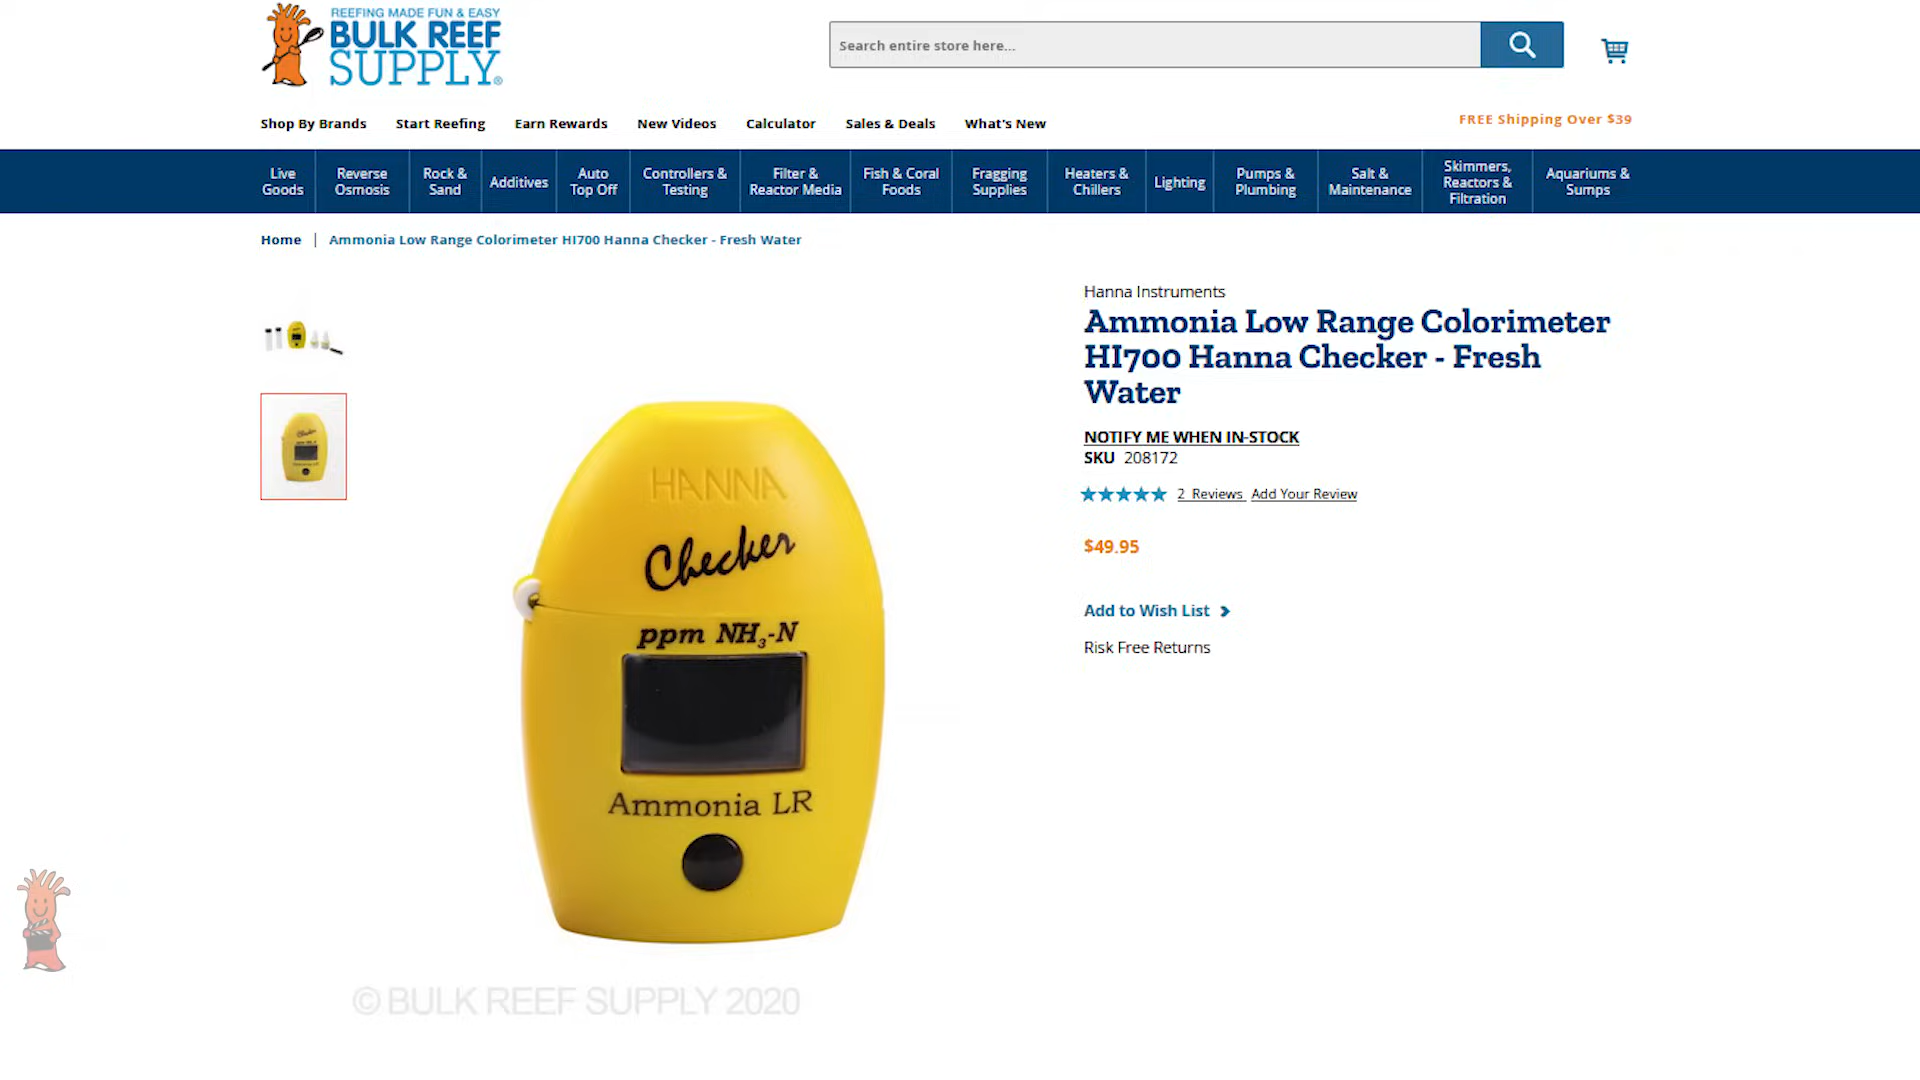 REEFING MADE FUN & EASY
BULK REEF
SUPPLY®
Search entire store here...
Shop By Brands
Start Reefing
Earn Rewards
New Videos
Calculator
Sales & Deals
What's New
FREE Shipping Over $39
Live
Goods
Reverse
Osmosis
Rock &
Sand
Additives
Auto
Top Off
Controllers &
Testing
Filter &
Reactor Media
Fish & Coral
Foods
Fragging
Supplies
Heaters &
Chillers
Lighting
Pumps &
Plumbing
Salt &
Maintenance
Skimmers,
Reactors &
Filtration
Aquariums &
Sumps
Home | Ammonia Low Range Colorimeter HI700 Hanna Checker - Fresh Water
Hanna Instruments
Ammonia Low Range Colorimeter
HI700 Hanna Checker - Fresh
Water
NOTIFY ME WHEN IN-STOCK
SKU 208172
2 Reviews Add Your Review
$49.95
Add to Wish List
Risk Free Returns
Checker
HANNA
Checker
ppm NH₃-N
Ammonia LR
© BULK REEF SUPPLY 2020